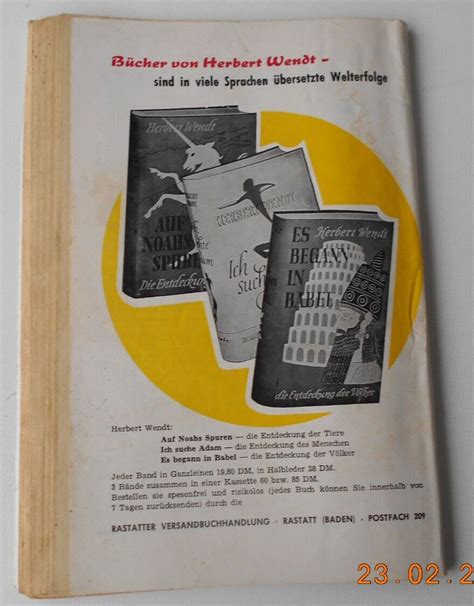 Bücher von Herbert Wendt -
sind in viele Sprachen übersetzte Welterfolge
Herbert Wendt
AUF
NOAHS
SPUREN
Die Entdeckung
HERBERT WENDT
Ich
suche
ES
BEGANN
IN
BABEL
Herbert Wendt
die Entdeckung der Völker
Herbert Wendt:
Auf Noahs Spuren — die Entdeckung der Tiere
Ich suche Adam — die Entdeckung des Menschen
Es begann in Babel — die Entdeckung der Völker
Jeder Band in Ganzleinen 19,80 DM, in Halbleder 28 DM.
3 Bände zusammen in einer Kassette 60 bzw. 85 DM.
Bestellen sie spesenfrei und risikolos (jedes Buch können Sie innerhalb von
7 Tagen zurücksenden) durch die
RASTATTER VERSANDBUCHHANDLUNG · RASTATT (BADEN) · POSTFACH 209
23.02.2